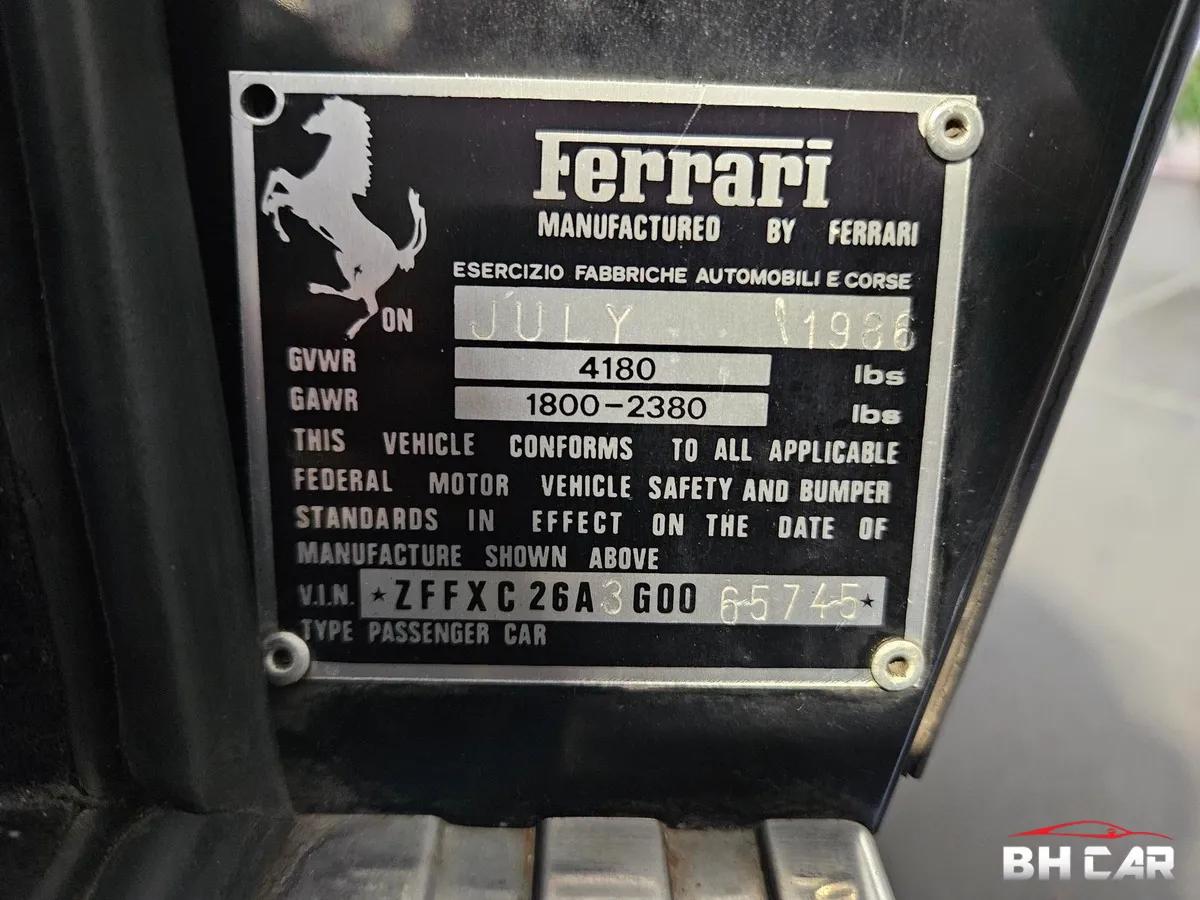 Ferrari
MANUFACTURED BY FERRARI
ESERCIZIO FABBRICHE AUTOMOBILI E CORSE
ON JULY 1986
GVWR 4180 lbs
GAWR 1800-2380 lbs
THIS VEHICLE CONFORMS TO ALL APPLICABLE
FEDERAL MOTOR VEHICLE SAFETY AND BUMPER
STANDARDS IN EFFECT ON THE DATE OF
MANUFACTURE SHOWN ABOVE
V.I.N. ★ZFFXC26A3G0065745★
TYPE PASSENGER CAR
BH CAR